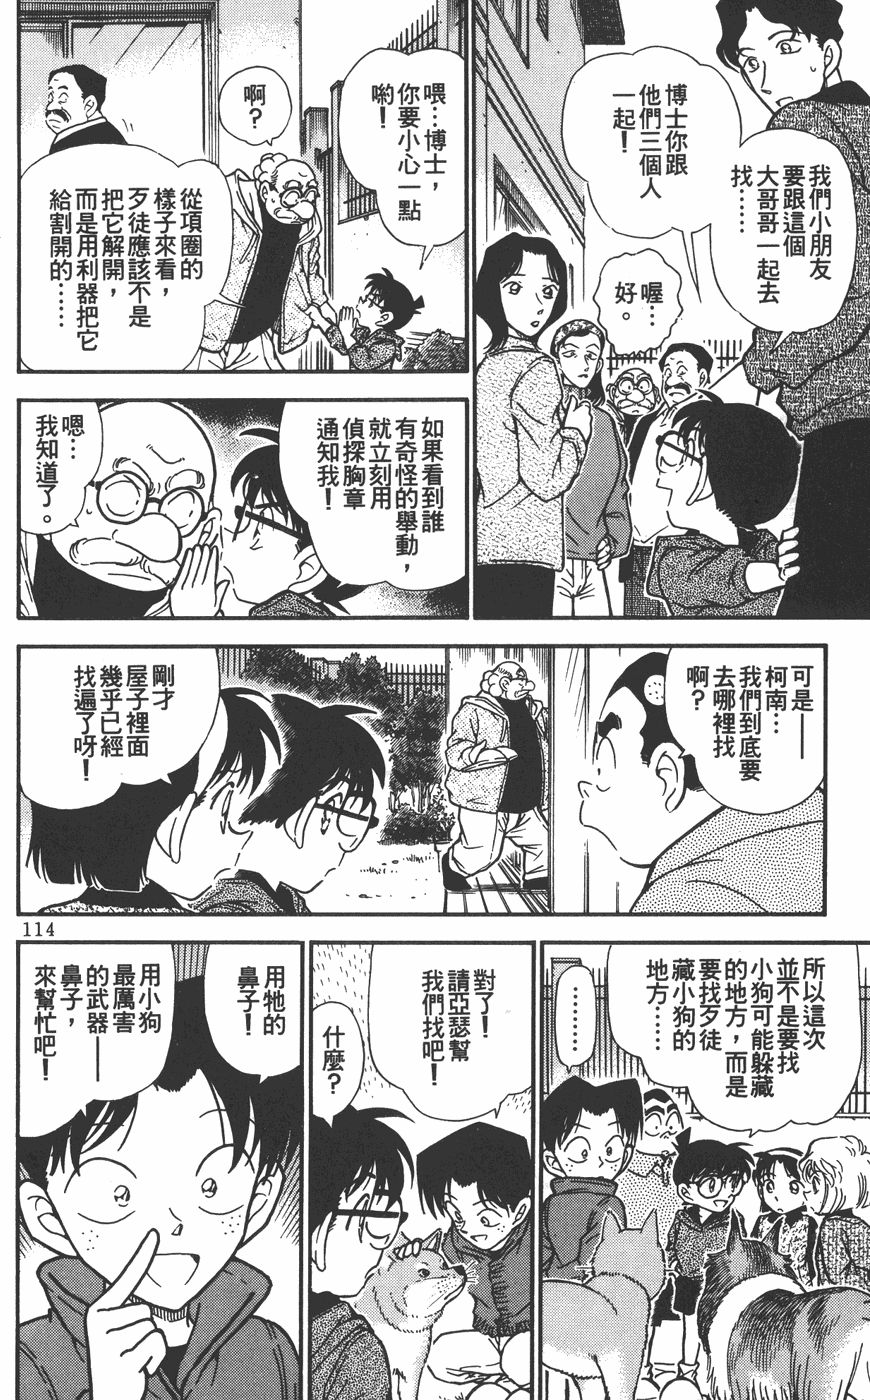 我們小朋友
要跟這個
大哥哥一起去
找……
博士你跟
他們三個人
一起！
喔…
好。
喂…博士，
你要小心一點
喲！
啊？
從項圈的
樣子來看，
歹徒應該不是
把它解開，
而是用利器把它
給割開的……
如果看到誰
有奇怪的舉動，
就立刻用
偵探胸章
通知我！
嗯…
我知道了。
可是——
柯南…
我們到底要
去哪裡找
啊？
剛才
屋子裡面
幾乎已經
找遍了呀！
114
所以這次
並不是要找
小狗可能躲藏
的地方，而是
要找歹徒
藏小狗的
地方……
………
對了！
請亞瑟幫
我們找吧！
什麼？
用牠的
鼻子！
用小狗
最厲害
的武器——
鼻子，
來幫忙吧！